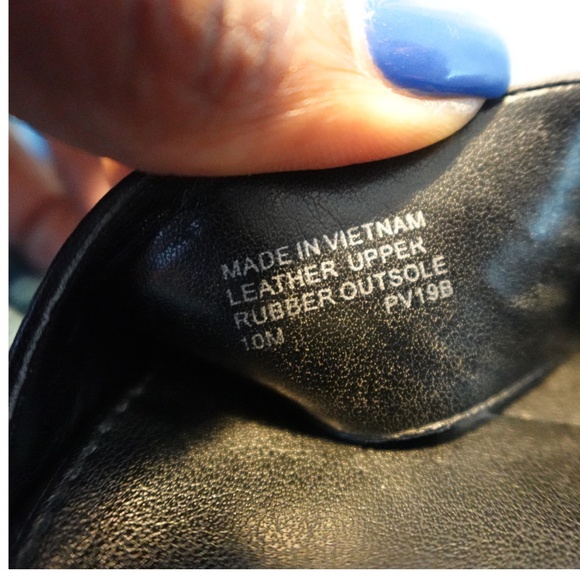 MADE IN VIETNAM
LEATHER UPPER
RUBBER OUTSOLE
PV19B
10M